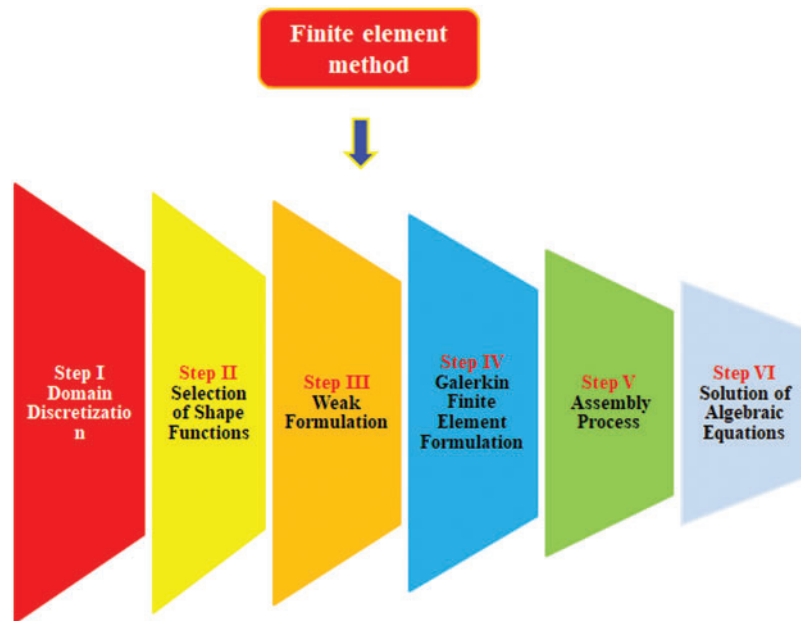 Finite element
method
Step I
Domain
Discretizatio
n
Step II
Selection
of Shape
Functions
Step III
Weak
Formulation
Step IV
Galerkin
Finite
Element
Formulation
Step V
Assembly
Process
Step VI
Solution of
Algebraic
Equations